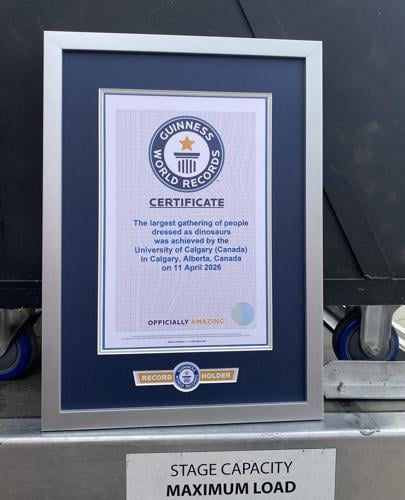 GUINNESS
WORLD RECORDS
CERTIFICATE
The largest gathering of people
dressed as dinosaurs
was achieved by the
University of Calgary (Canada)
in Calgary, Alberta, Canada
on 11 April 2026
OFFICIALLY AMAZING
RECORD HOLDER
STAGE CAPACITY
MAXIMUM LOAD